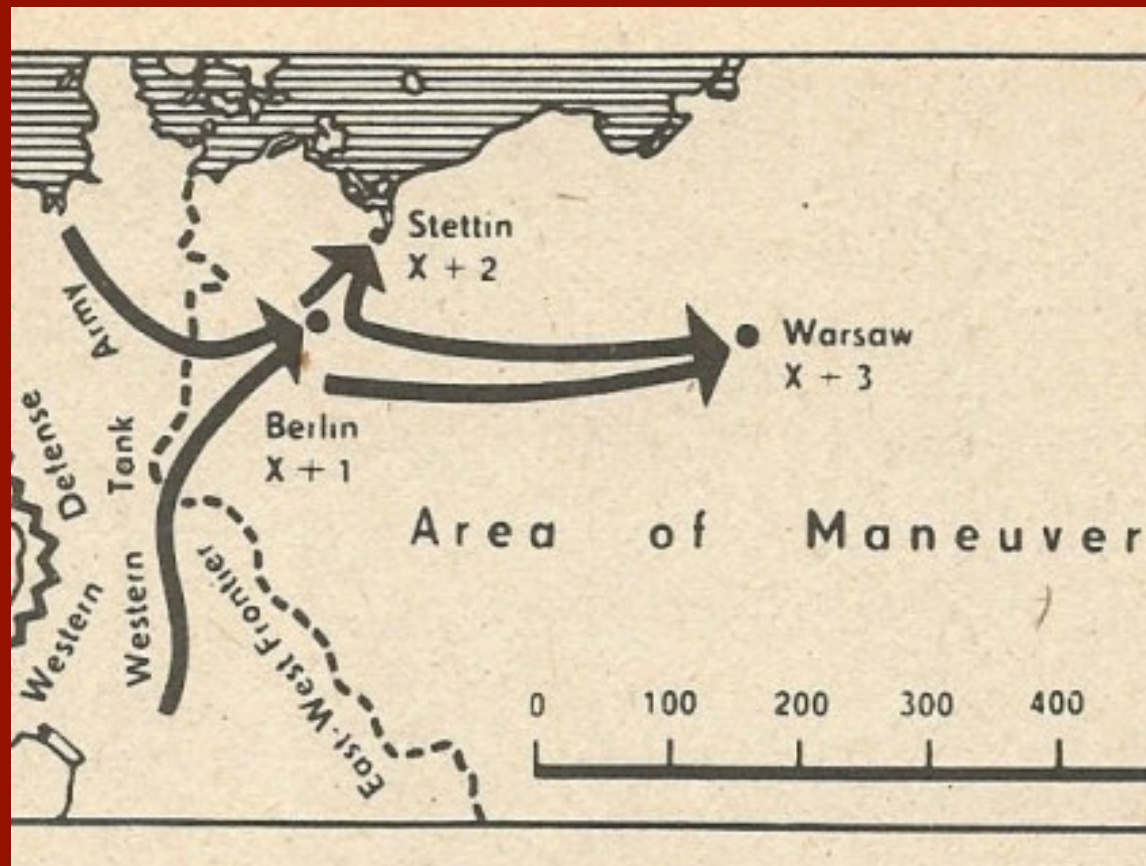 Stettin
X + 2
Warsaw
X + 3
Berlin
X + 1
Western Tank Army
Western Defense
East-West Frontier
Area of Maneuver
0 100 200 300 400